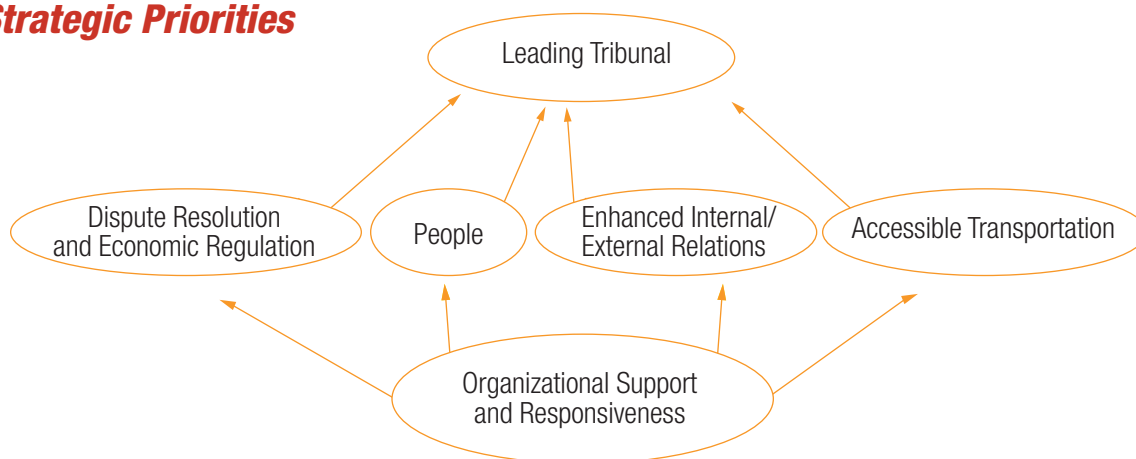 Strategic Priorities
Leading Tribunal
Dispute Resolution
and Economic Regulation
People
Enhanced Internal/
External Relations
Accessible Transportation
Organizational Support
and Responsiveness